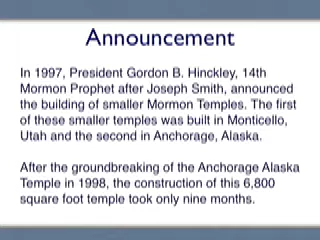 Announcement
In 1997, President Gordon B. Hinckley, 14th
Mormon Prophet after Joseph Smith, announced
the building of smaller Mormon Temples. The first
of these smaller temples was built in Monticello,
Utah and the second in Anchorage, Alaska.
After the groundbreaking of the Anchorage Alaska
Temple in 1998, the construction of this 6,800
square foot temple took only nine months.